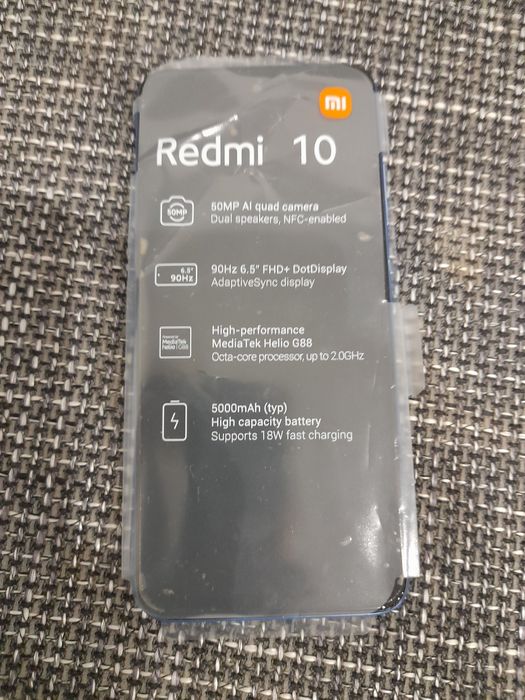 mi
Redmi 10
50MP
50MP AI quad camera
Dual speakers, NFC-enabled
6.5"
90Hz
90Hz 6.5" FHD+ DotDisplay
AdaptiveSync display
MediaTek
helio G88
High-performance
MediaTek Helio G88
Octa-core processor, up to 2.0GHz
5000mAh (typ)
High capacity battery
Supports 18W fast charging